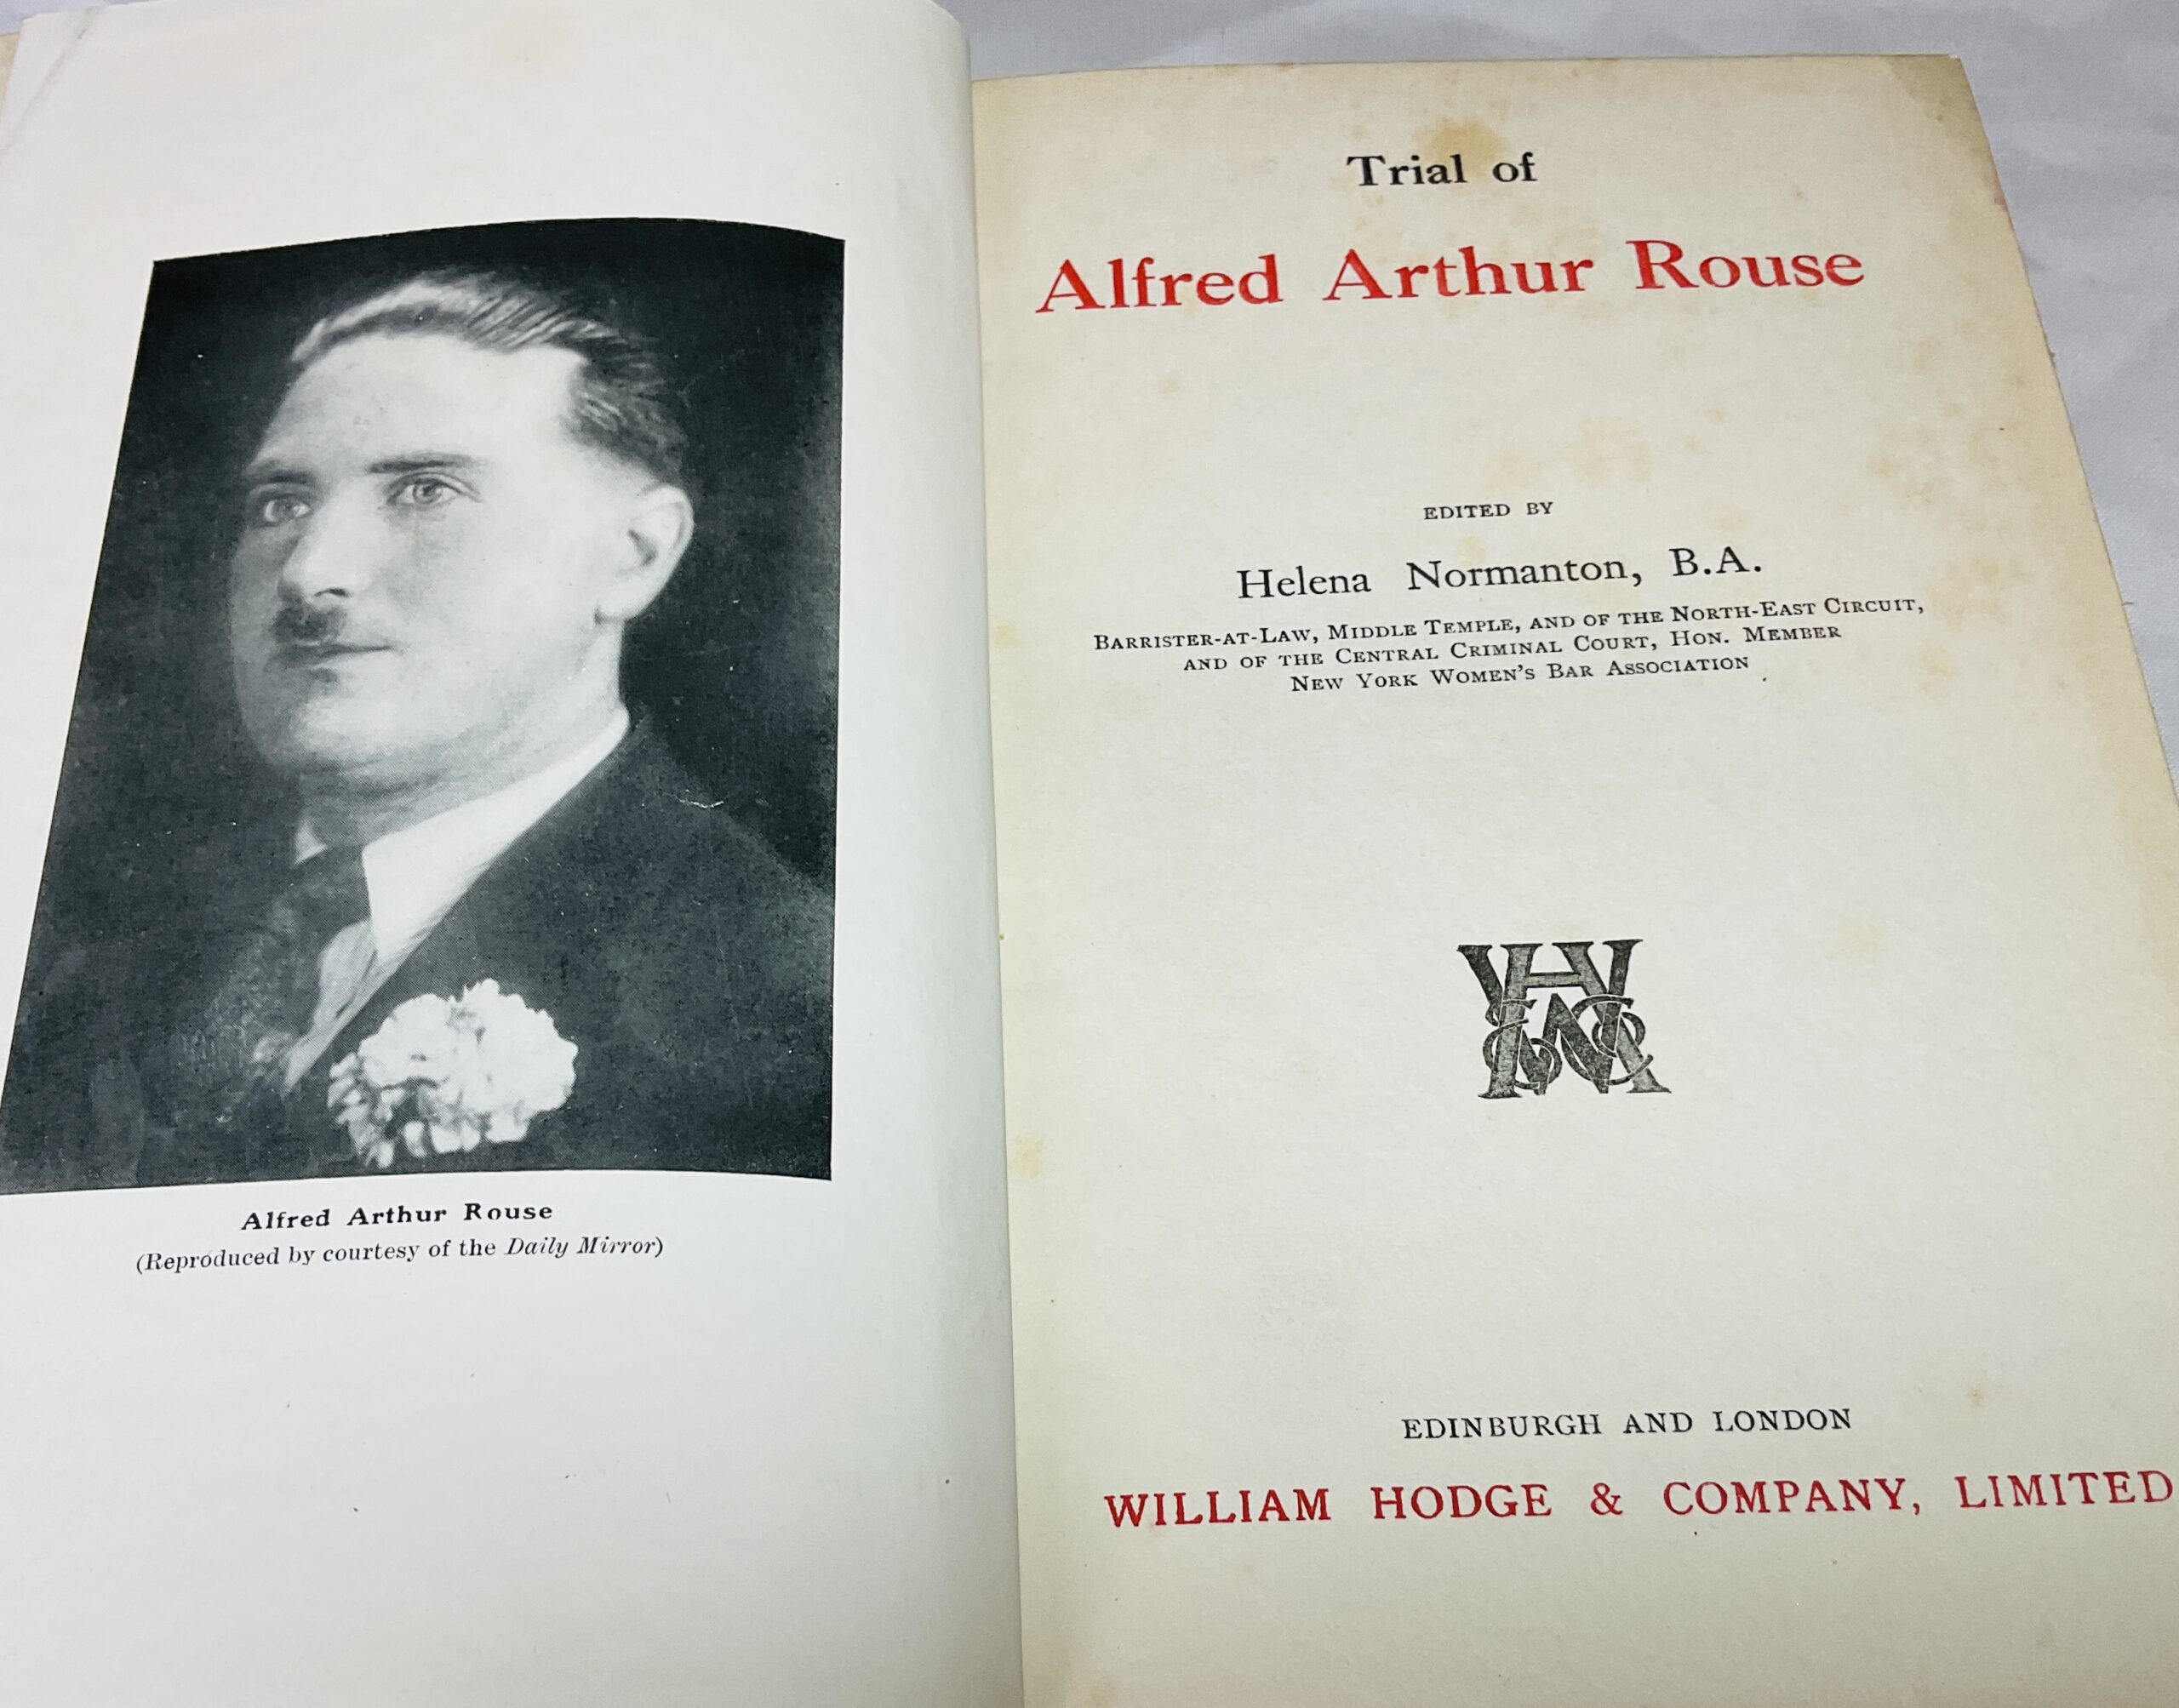 Alfred Arthur Rouse
(Reproduced by courtesy of the Daily Mirror)
Trial of
Alfred Arthur Rouse
EDITED BY
Helena Normanton, B.A.
BARRISTER-AT-LAW, MIDDLE TEMPLE, AND OF THE NORTH-EAST CIRCUIT,
AND OF THE CENTRAL CRIMINAL COURT, HON. MEMBER
NEW YORK WOMEN'S BAR ASSOCIATION
EDINBURGH AND LONDON
WILLIAM HODGE & COMPANY, LIMITED